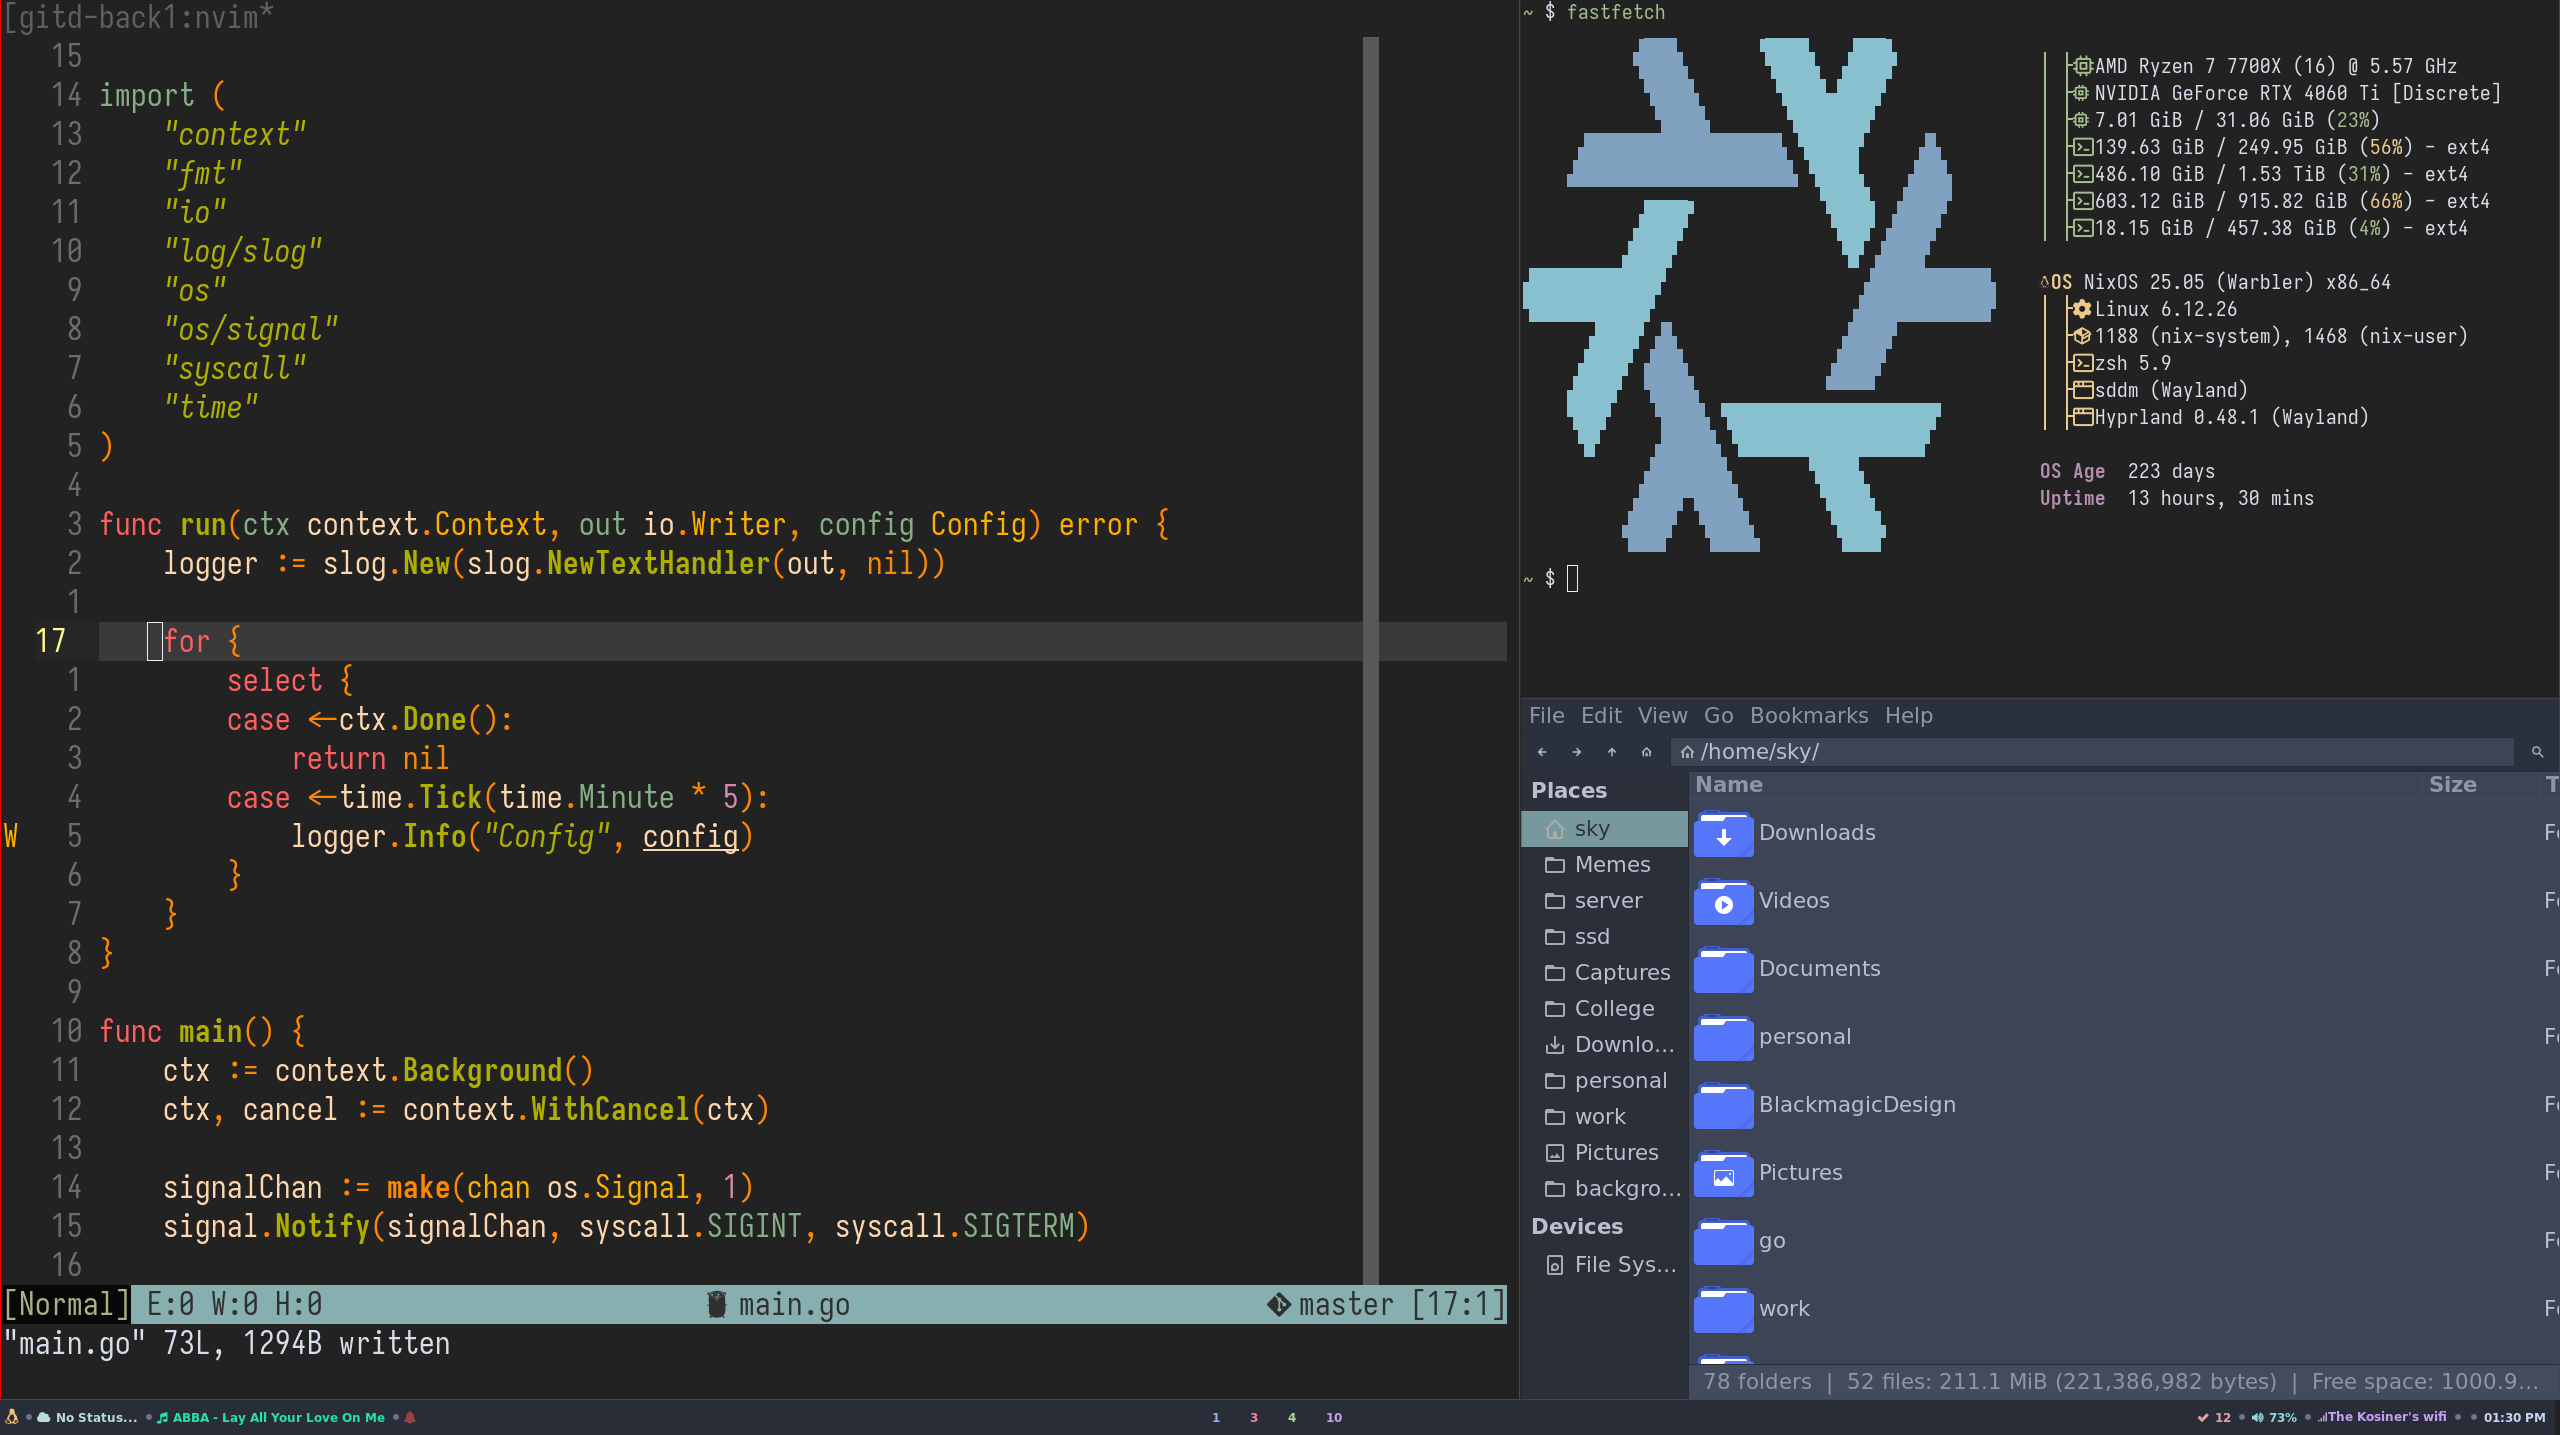 [gitd-back1:nvim*
15
14 import (
13 "context"
12 "fmt"
11 "io"
10 "log/slog"
9 "os"
8 "os/signal"
7 "syscall"
6 "time"
5 )
4
3 func run(ctx context.Context, out io.Writer, config Config) error {
2 logger := slog.New(slog.NewTextHandler(out, nil))
1
17 for {
1 select {
2 case <-ctx.Done():
3 return nil
4 case <-time.Tick(time.Minute * 5):
W 5 logger.Info("Config", config)
6 }
7 }
8 }
9
10 func main() {
11 ctx := context.Background()
12 ctx, cancel := context.WithCancel(ctx)
13
14 signalChan := make(chan os.Signal, 1)
15 signal.Notify(signalChan, syscall.SIGINT, syscall.SIGTERM)
16
[Normal] E:0 W:0 H:0 main.go master [17:1]
"main.go" 73L, 1294B written
~ $ fastfetch
AMD Ryzen 7 7700X (16) @ 5.57 GHz
NVIDIA GeForce RTX 4060 Ti [Discrete]
7.01 GiB / 31.06 GiB (23%)
139.63 GiB / 249.95 GiB (56%) - ext4
486.10 GiB / 1.53 TiB (31%) - ext4
603.12 GiB / 915.82 GiB (66%) - ext4
18.15 GiB / 457.38 GiB (4%) - ext4
OS NixOS 25.05 (Warbler) x86_64
Linux 6.12.26
1188 (nix-system), 1468 (nix-user)
zsh 5.9
sddm (Wayland)
Hyprland 0.48.1 (Wayland)
OS Age 223 days
Uptime 13 hours, 30 mins
~ $
File Edit View Go Bookmarks Help
/home/sky/
Places
sky
Memes
server
ssd
Captures
College
Downlo...
personal
work
Pictures
backgro...
Devices
File Sys...
Name Size T
Downloads Fo
Videos Fo
Documents Fo
personal Fo
BlackmagicDesign Fo
Pictures Fo
go Fo
work Fo
78 folders | 52 files: 211.1 MiB (221,386,982 bytes) | Free space: 1000.9...
No Status... ABBA - Lay All Your Love On Me
1 3 4 10
12 73% The Kosiner's wifi 01:30 PM